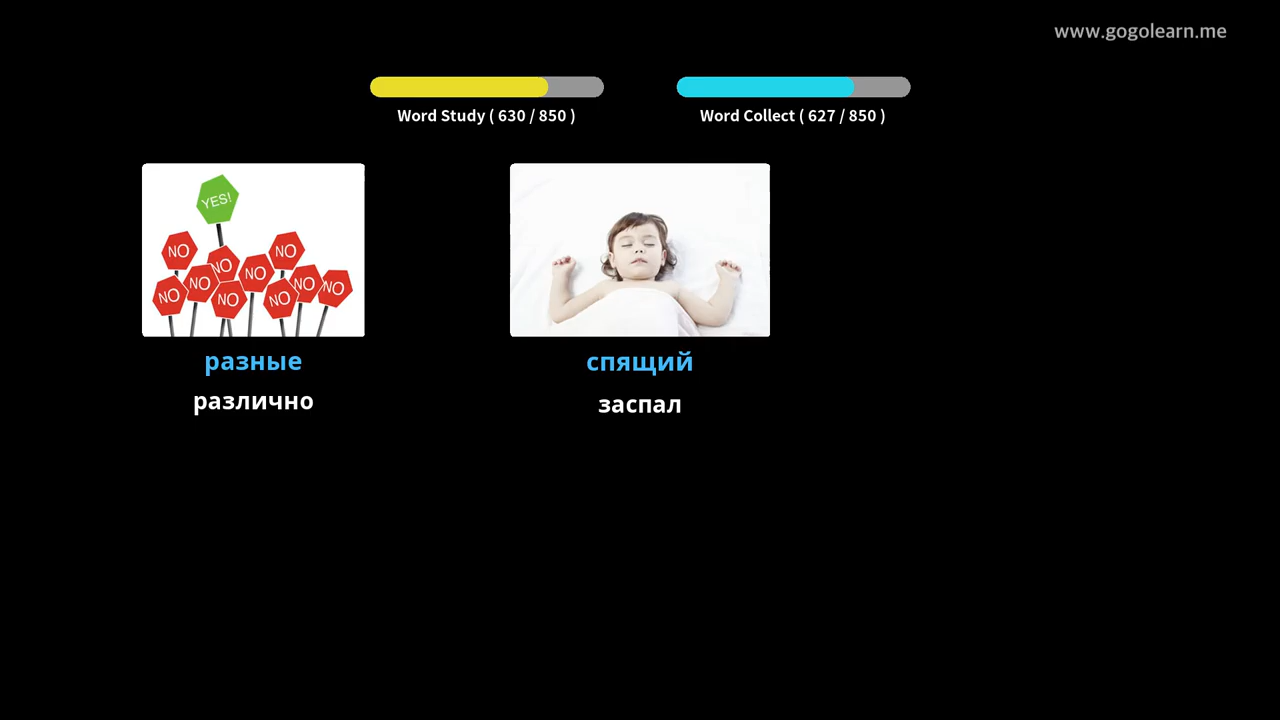 www.gogolearn.me
Word Study ( 630 / 850 )
Word Collect ( 627 / 850 )
YES!
NO
NO
NO
NO
NO
NO
NO
NO
NO
NO
разные
различно
спящий
заспал